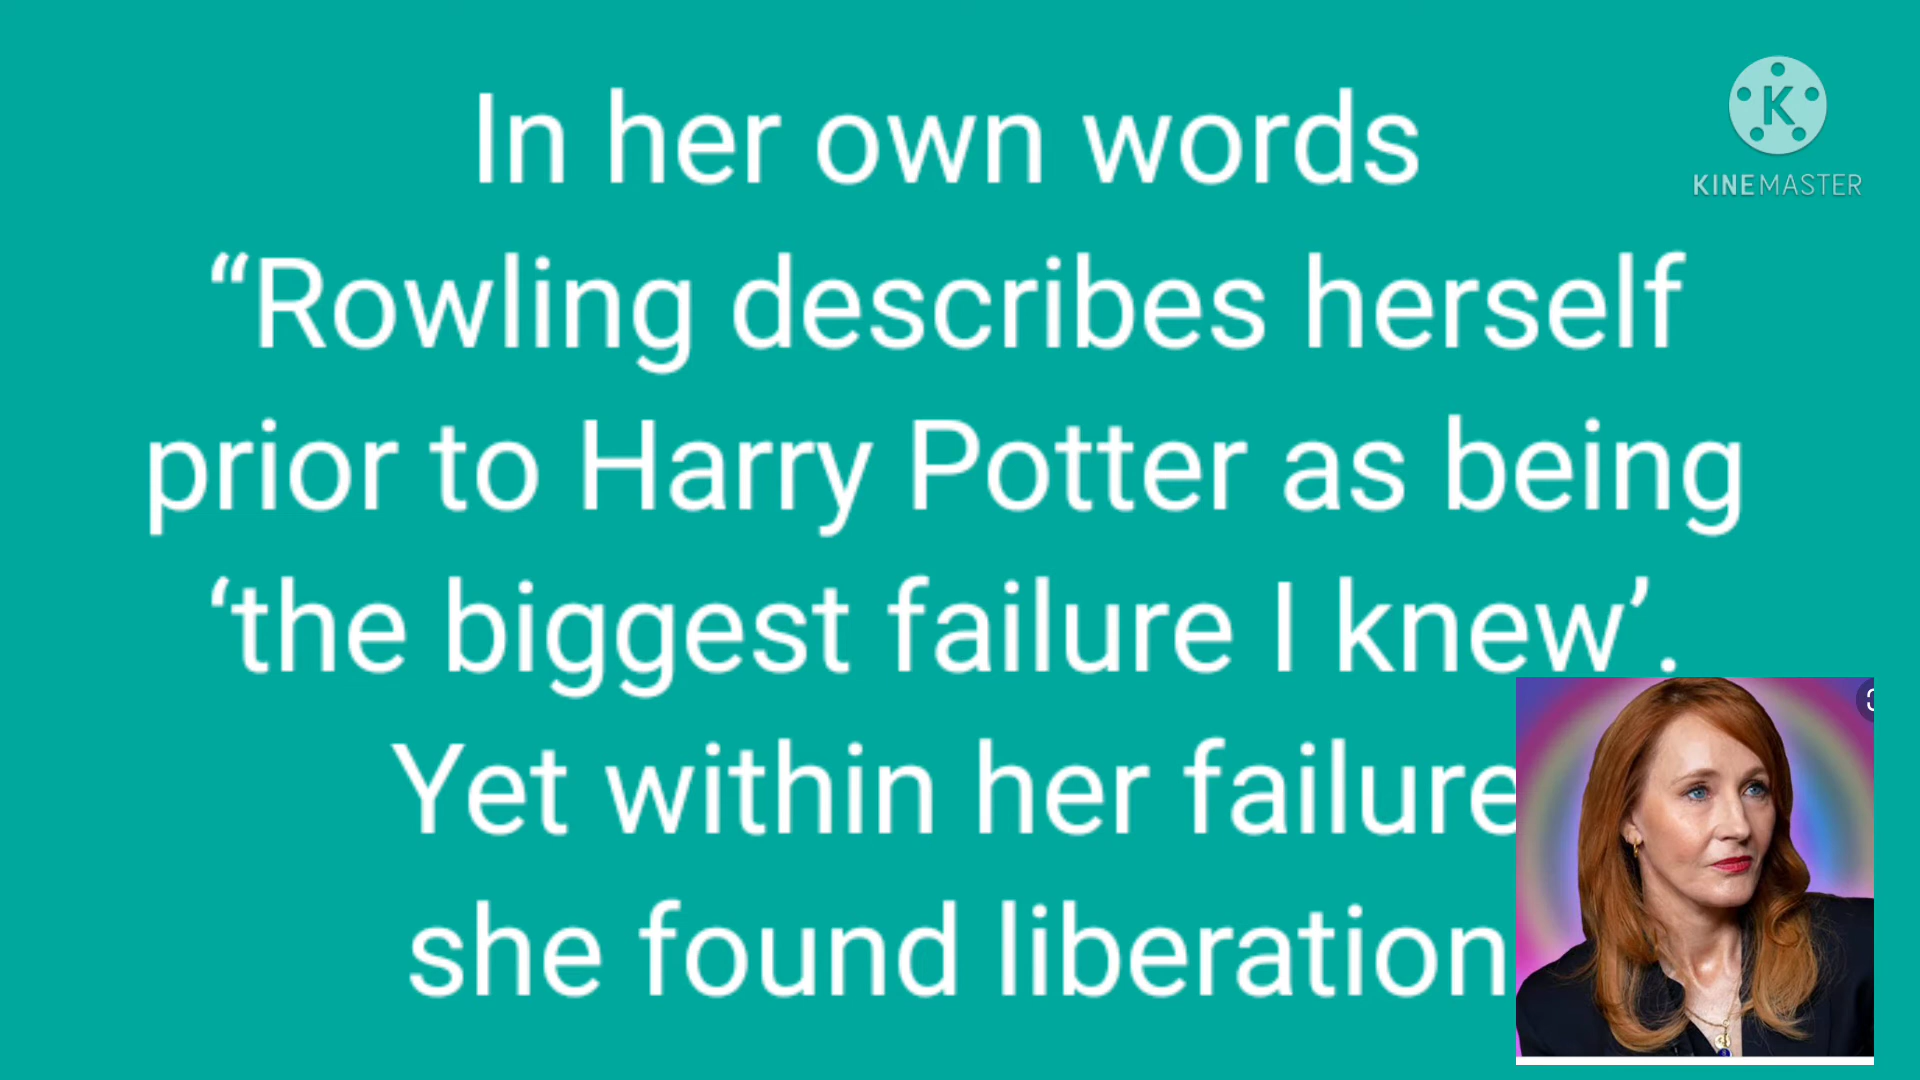 In her own words
“Rowling describes herself
prior to Harry Potter as being
‘the biggest failure I knew’.
Yet within her failure
she found liberation
K
KINEMASTER